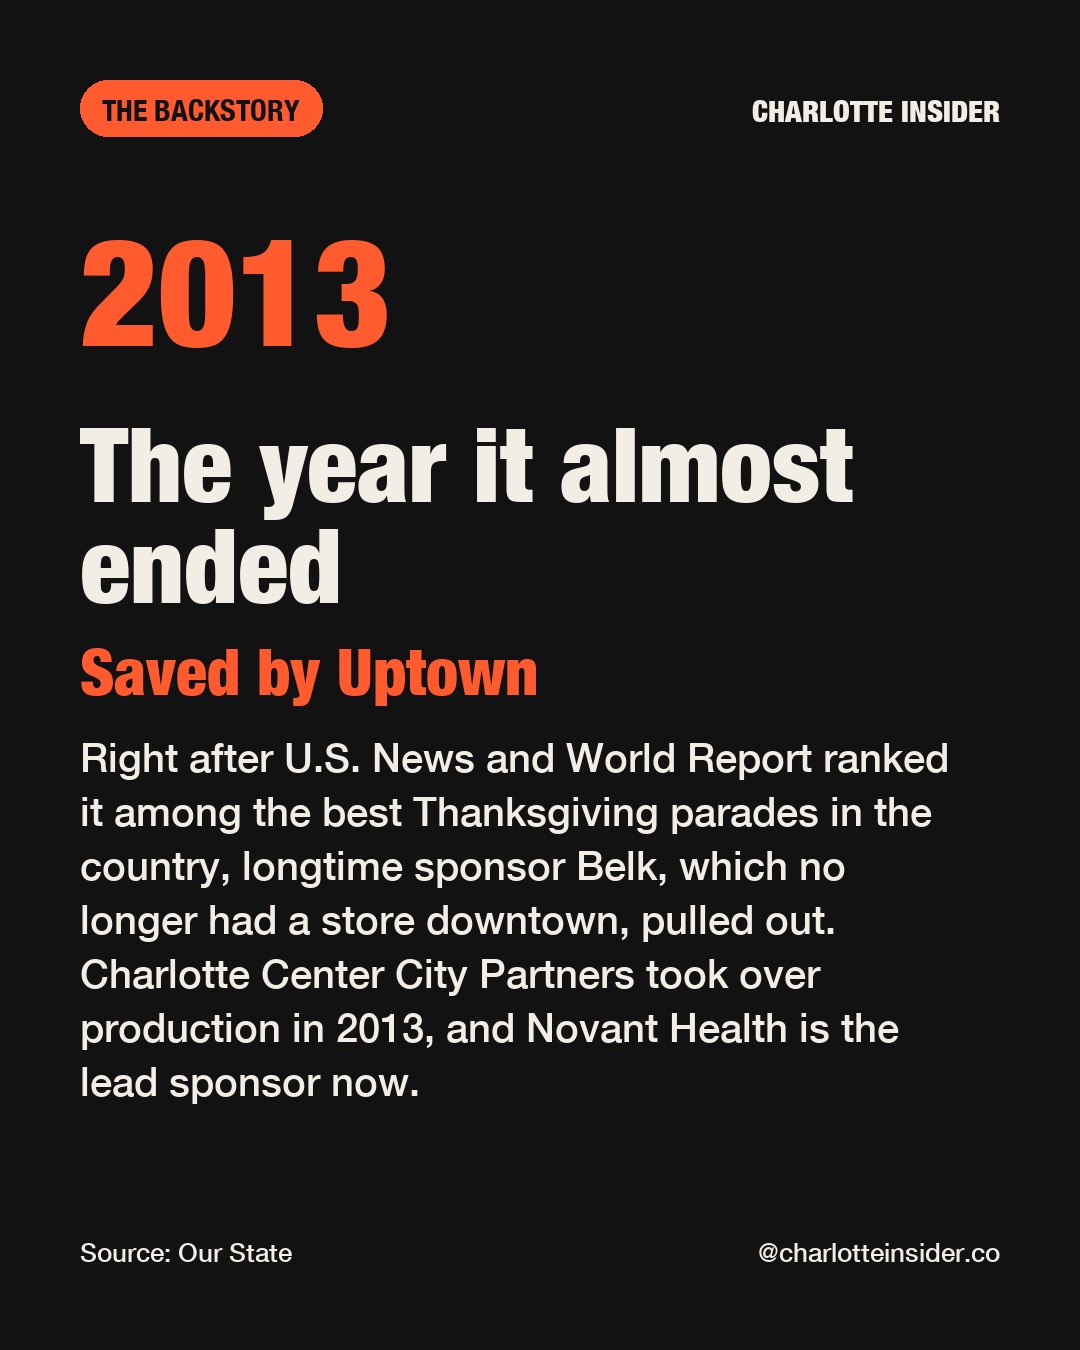 THE BACKSTORY
CHARLOTTE INSIDER
2013
The year it almost
ended
Saved by Uptown
Right after U.S. News and World Report ranked
it among the best Thanksgiving parades in the
country, longtime sponsor Belk, which no
longer had a store downtown, pulled out.
Charlotte Center City Partners took over
production in 2013, and Novant Health is the
lead sponsor now.
Source: Our State
@charlotteinsider.co